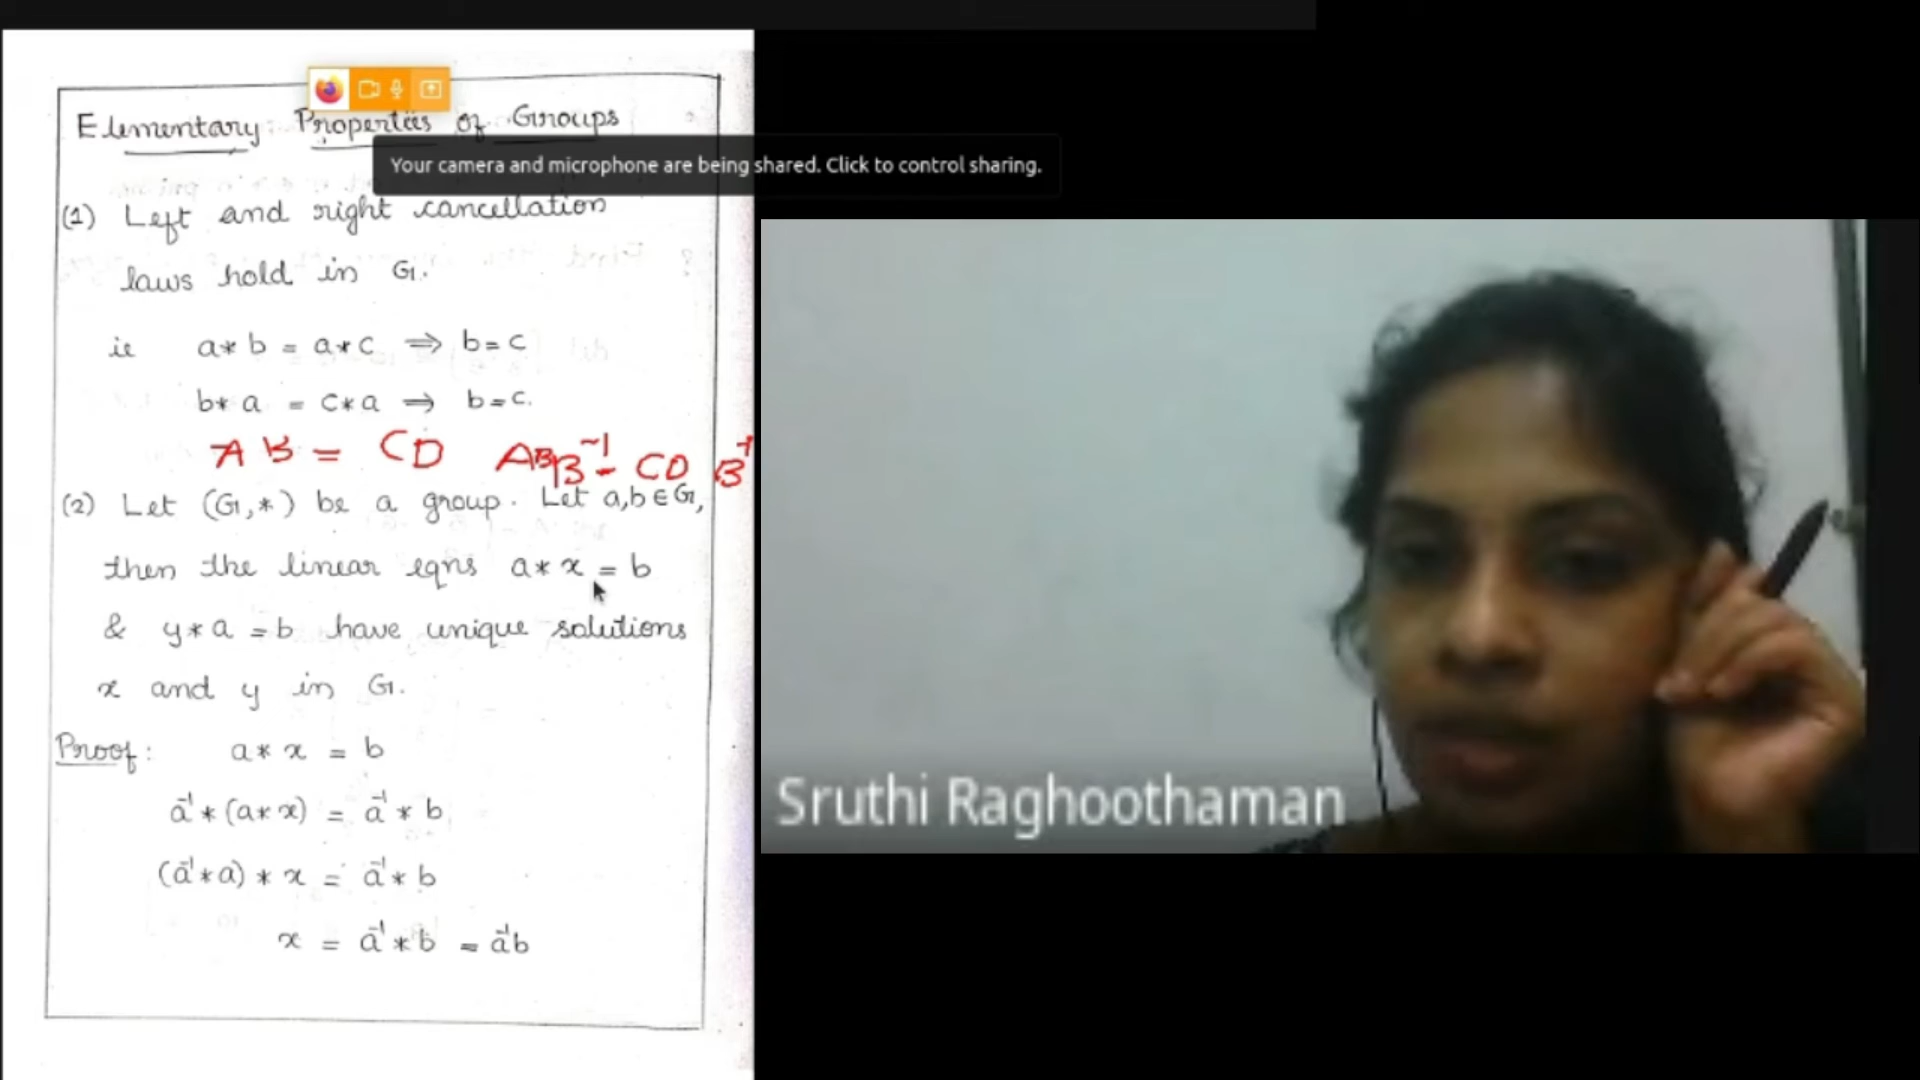 Elementary Properties of Groups
Your camera and microphone are being shared. Click to control sharing.
(1) Left and right cancellation
laws hold in G.
ie a * b = a * c ⇒ b = c
b * a = c * a ⇒ b = c.
AB = CD ABB⁻¹ = CD B⁻¹
(2) Let (G, *) be a group. Let a, b ∈ G,
then the linear eqns a * x = b
& y * a = b have unique solutions
x and y in G.
Proof: a * x = b
a⁻¹ * (a * x) = a⁻¹ * b
(a⁻¹ * a) * x = a⁻¹ * b
x = a⁻¹ * b = a⁻¹b
Sruthi Raghoothaman